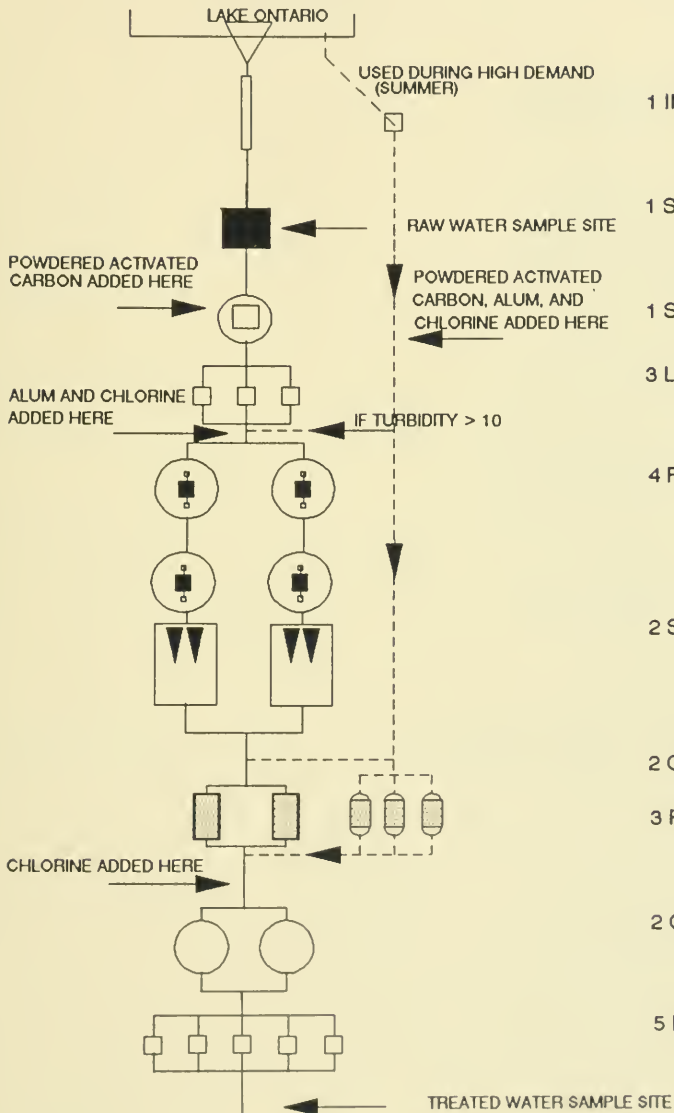 LAKE ONTARIO
USED DURING HIGH DEMAND
(SUMMER)
1
1 S
RAW WATER SAMPLE SITE
POWDERED ACTIVATED
CARBON ADDED HERE
POWDERED ACTIVATED
CARBON, ALUM, AND
CHLORINE ADDED HERE
1 S
3 L
ALUM AND CHLORINE
ADDED HERE
IF TURBIDITY > 10
4 F
2 S
2
3 F
CHLORINE ADDED HERE
2
5
TREATED WATER SAMPLE SITE